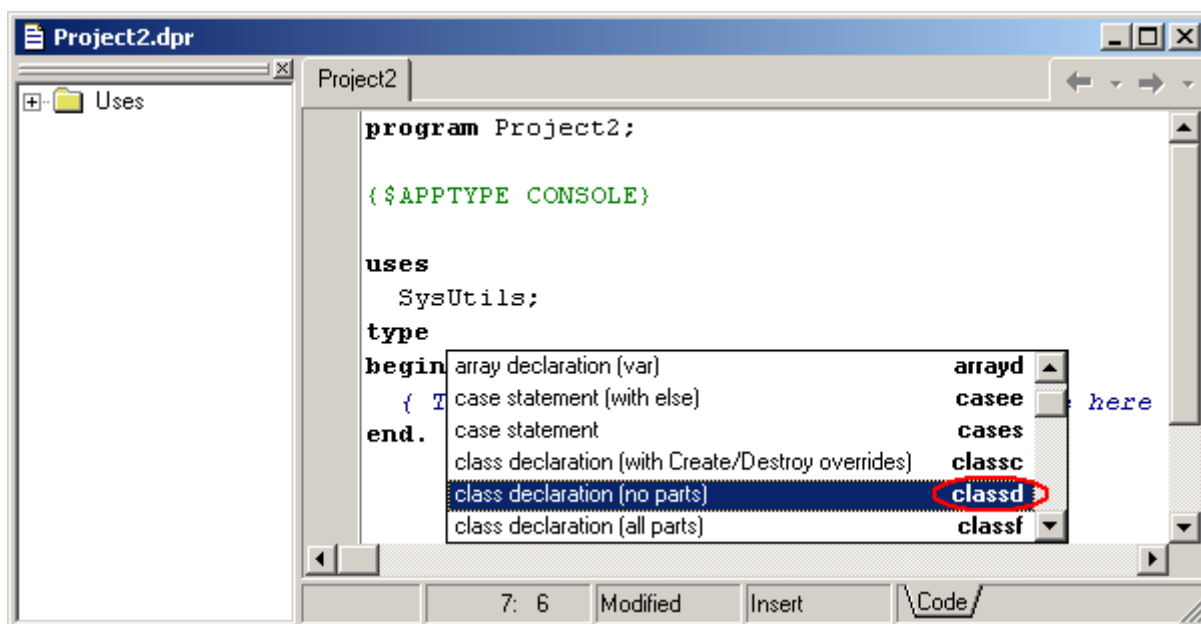 Project2.dpr
Uses
Project2
program Project2;
{$APPTYPE CONSOLE}
uses
SysUtils;
type
begin
array declaration (var) arrayd
{ T
case statement (with else) casee
here
end.
case statement cases
class declaration (with Create/Destroy overrides) classc
class declaration (no parts) classd
class declaration (all parts) classf
7: 6 Modified Insert Code